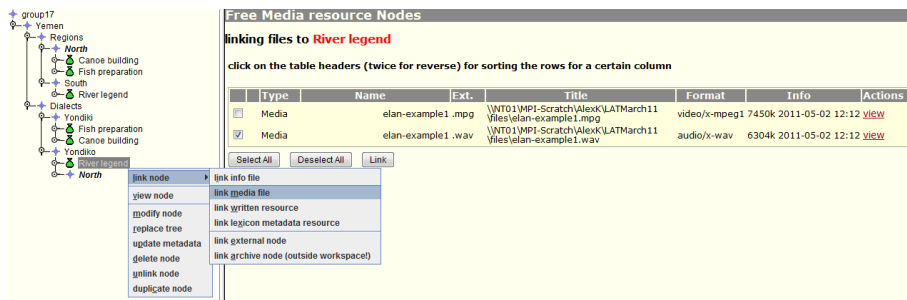 group17
Yemen
Regions
North
Canoe building
Fish preparation
South
River legend
Dialects
Yondiki
Fish preparation
Canoe building
Yondiko
River legend
North
link node
view node
modify node
replace tree
update metadata
delete node
unlink node
duplicate node
link info file
link media file
link written resource
link lexicon metadata resource
link external node
link archive node (outside workspace!)
Free Media resource Nodes
linking files to River legend
click on the table headers (twice for reverse) for sorting the rows for a certain column
Type Name Ext. Title Format Info Actions
Media elan-example1 .mpg \\NT01\MPI-Scratch\AlexK\LATMarch11 video/x-mpeg1 7450k 2011-05-02 12:12 view
\files\elan-example1.mpg
Media elan-example1 .wav \\NT01\MPI-Scratch\AlexK\LATMarch11 audio/x-wav 6304k 2011-05-02 12:12 view
\files\elan-example1.wav
Select All Deselect All Link